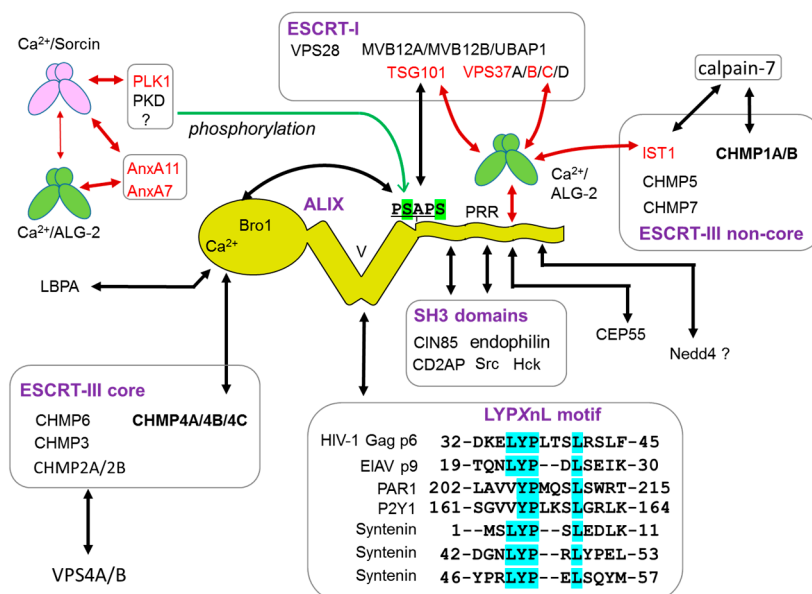 ESCRT-I
VPS28 MVB12A/MVB12B/UBAP1
TSG101 VPS37A/B/C/D
Ca²⁺/Sorcin
PLK1
PKD
?
phosphorylation
AnxA11
AnxA7
Ca²⁺/ALG-2
calpain-7
IST1 CHMP1A/B
CHMP5
CHMP7
ESCRT-III non-core
Ca²⁺/
ALG-2
ALIX
PSAPS
PRR
Bro1
Ca²⁺
V
LBPA
SH3 domains
CIN85 endophilin
CD2AP Src Hck
CEP55
Nedd4 ?
ESCRT-III core
CHMP6 CHMP4A/4B/4C
CHMP3
CHMP2A/2B
VPS4A/B
LYPXnL motif
HIV-1 Gag p6 32-DKELYPLTSLRSLF-45
EIAV p9 19-TQNLYP--DLSEIK-30
PAR1 202-LAVVYPMQSLSWRT-215
P2Y1 161-SGVVYPLKSLGRLK-164
Syntenin 1--MSLYP--SLEDLK-11
Syntenin 42-DGNLYP--RLYPEL-53
Syntenin 46-YPRLYP--ELSQYM-57